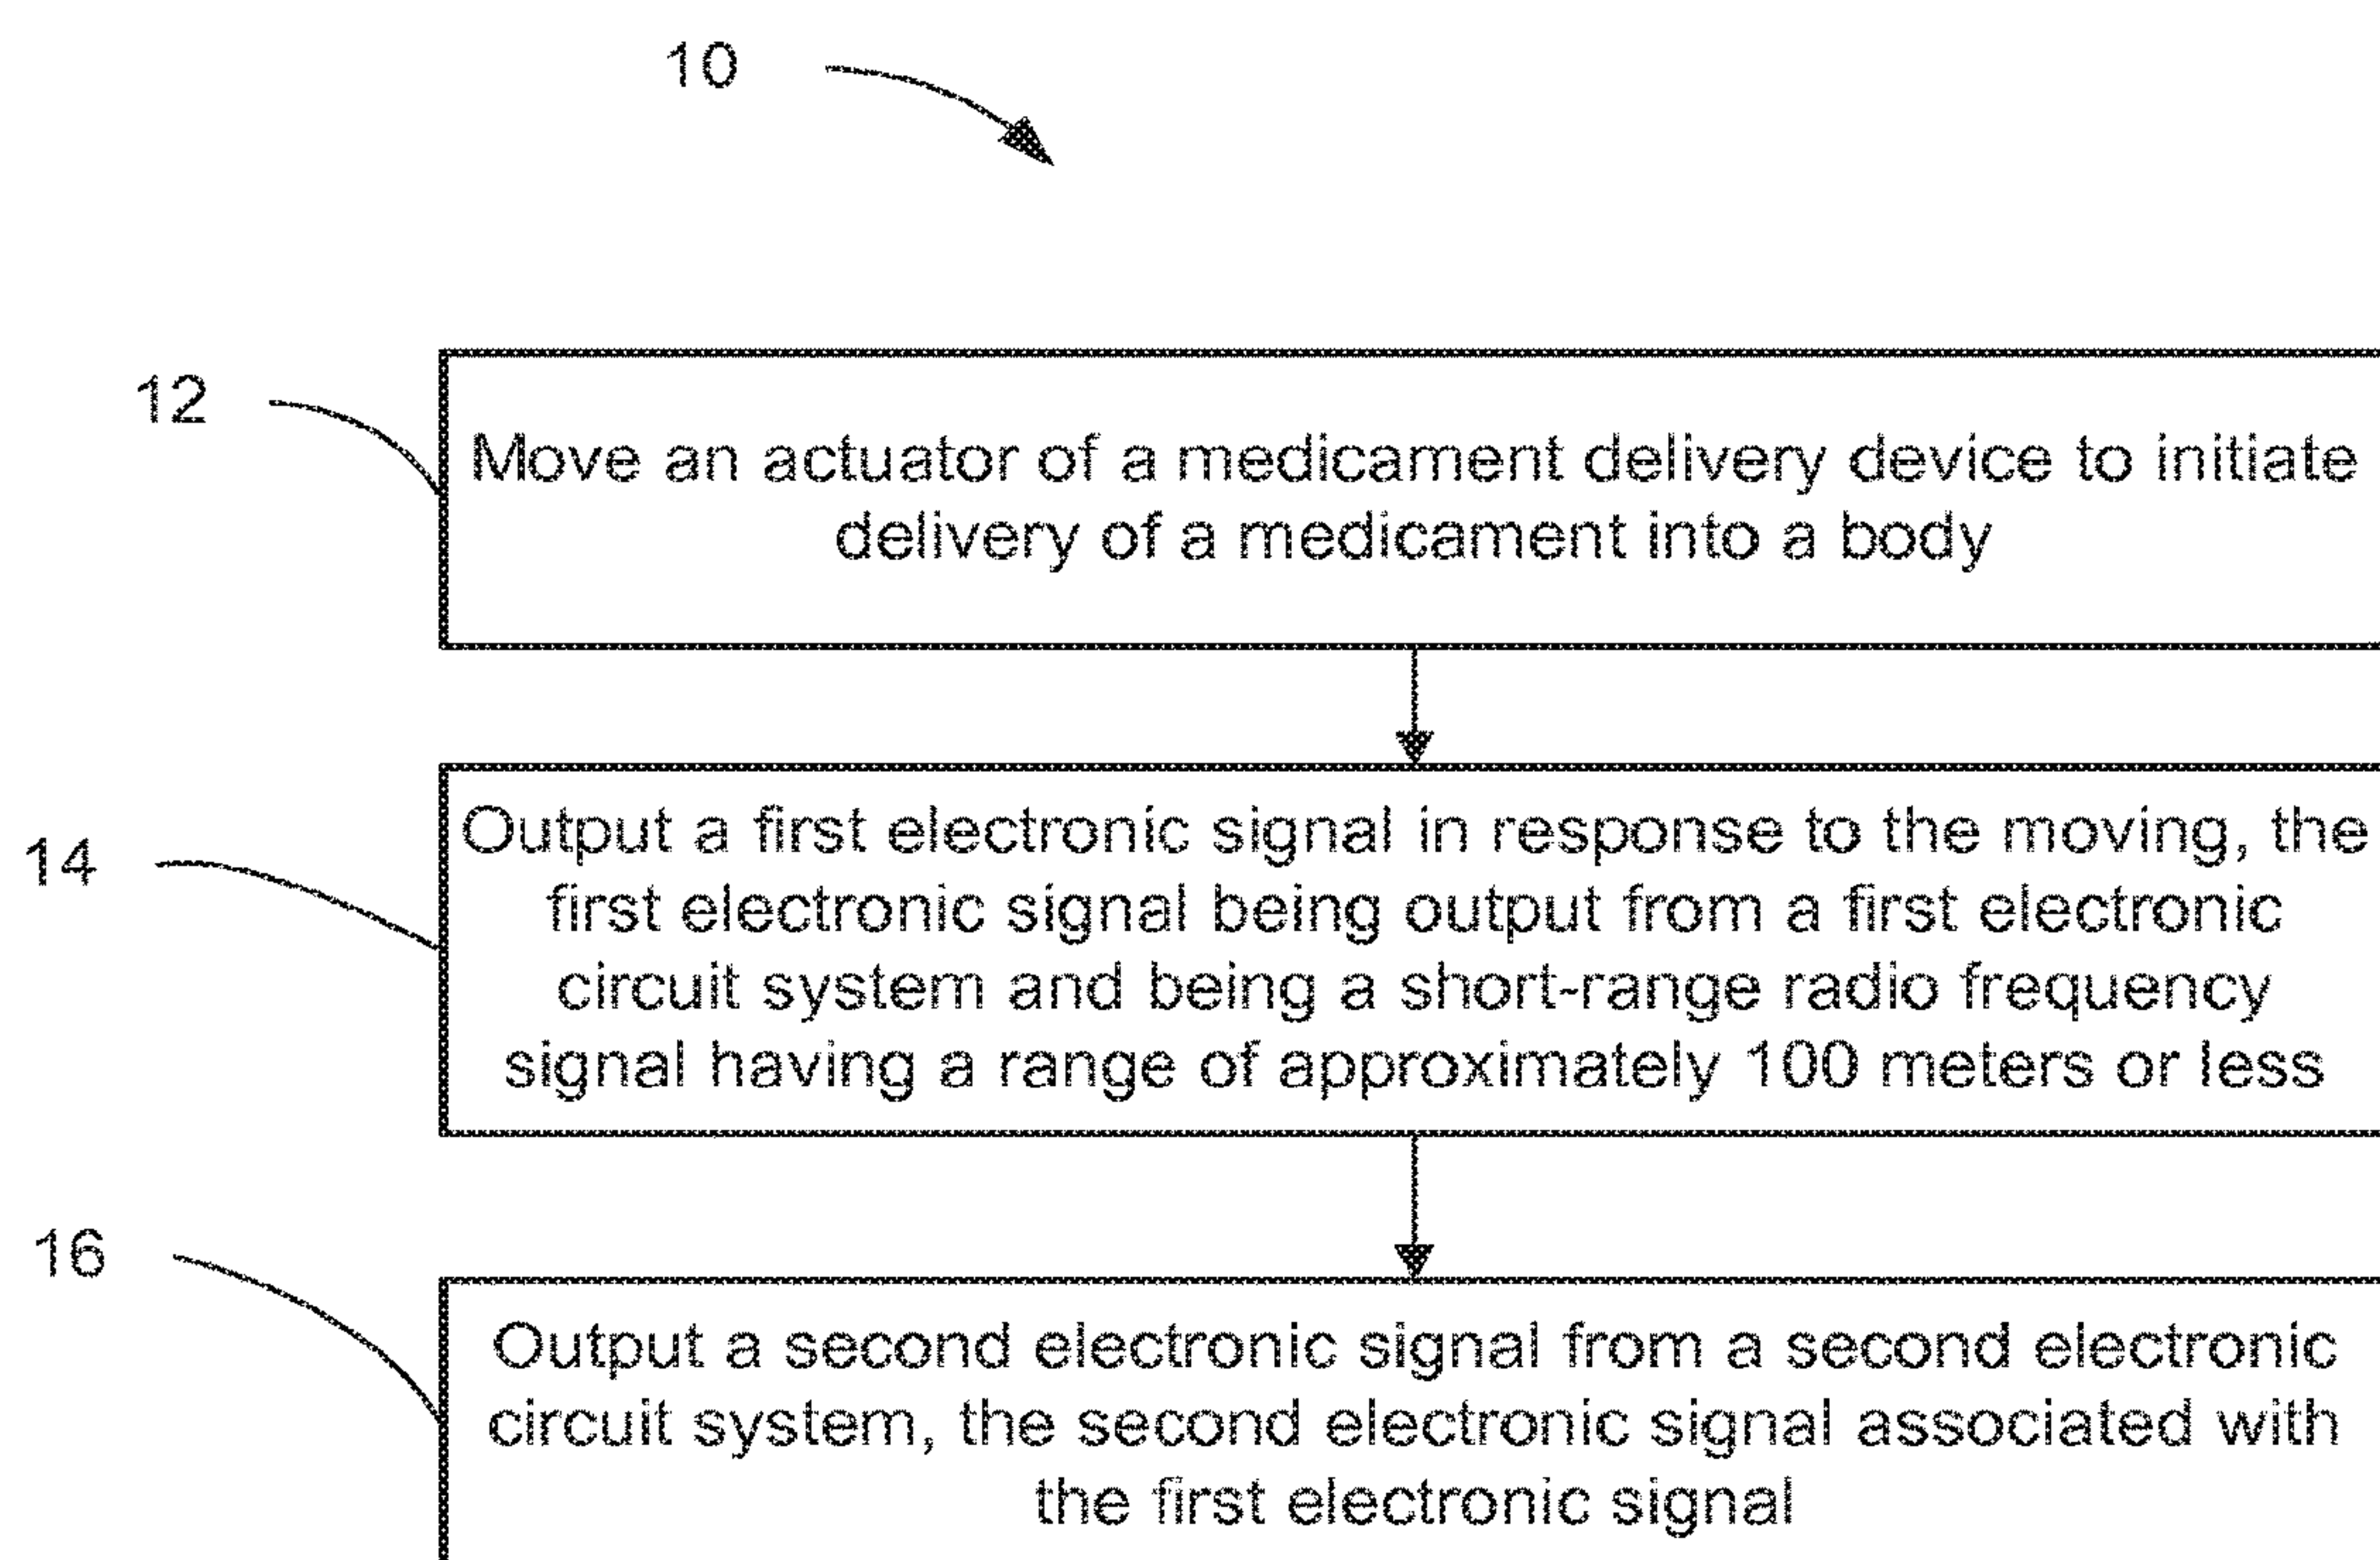 10
12
Move an actuator of a medicament delivery device to initiate
delivery of a medicament into a body
14
Output a first electronic signal in response to the moving, the
first electronic signal being output from a first electronic
circuit system and being a short-range radio frequency
signal having a range of approximately 100 meters or less
16
Output a second electronic signal from a second electronic
circuit system, the second electronic signal associated with
the first electronic signal